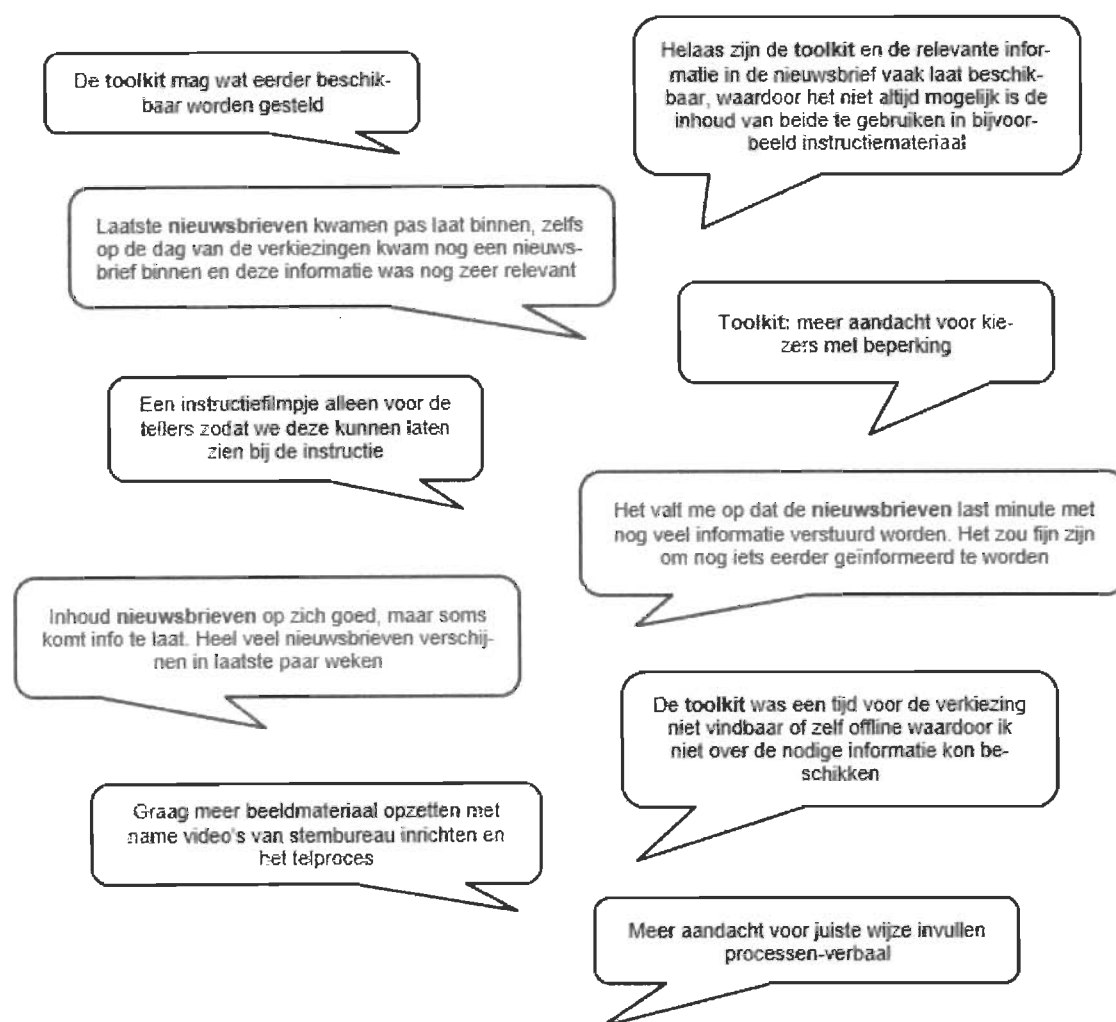 De toolkit mag wat eerder beschik-
baar worden gesteld
Helaas zijn de toolkit en de relevante infor-
matie in de nieuwsbrief vaak laat beschik-
baar, waardoor het niet altijd mogelijk is de
inhoud van beide te gebruiken in bijvoor-
beeld instructiemateriaal
Laatste nieuwsbrieven kwamen pas laat binnen, zelfs
op de dag van de verkiezingen kwam nog een nieuws-
brief binnen en deze informatie was nog zeer relevant
Toolkit: meer aandacht voor kie-
zers met beperking
Een instructiefilmpje alleen voor de
tellers zodat we deze kunnen laten
zien bij de instructie
Het valt me op dat de nieuwsbrieven last minute met
nog veel informatie verstuurd worden. Het zou fijn zijn
om nog iets eerder geïnformeerd te worden
Inhoud nieuwsbrieven op zich goed, maar soms
komt info te laat. Heel veel nieuwsbrieven verschij-
nen in laatste paar weken
De toolkit was een tijd voor de verkiezing
niet vindbaar of zelf offline waardoor ik
niet over de nodige informatie kon be-
schikken
Graag meer beeldmateriaal opzetten met
name video's van stembureau inrichten en
het telproces
Meer aandacht voor juiste wijze invullen
processen-verbaal